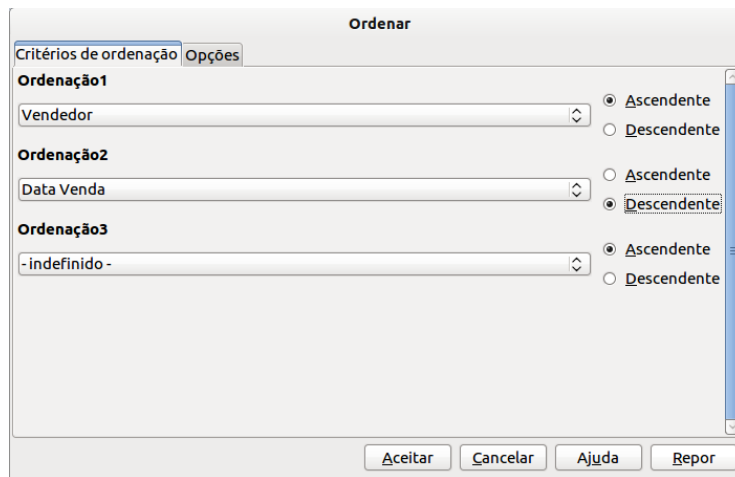 Ordenar
Critérios de ordenação Opções
Ordenação1
Vendedor
Ascendente
Descendente
Ordenação2
Data Venda
Ascendente
Descendente
Ordenação3
- indefinido -
Ascendente
Descendente
Aceitar Cancelar Ajuda Repor